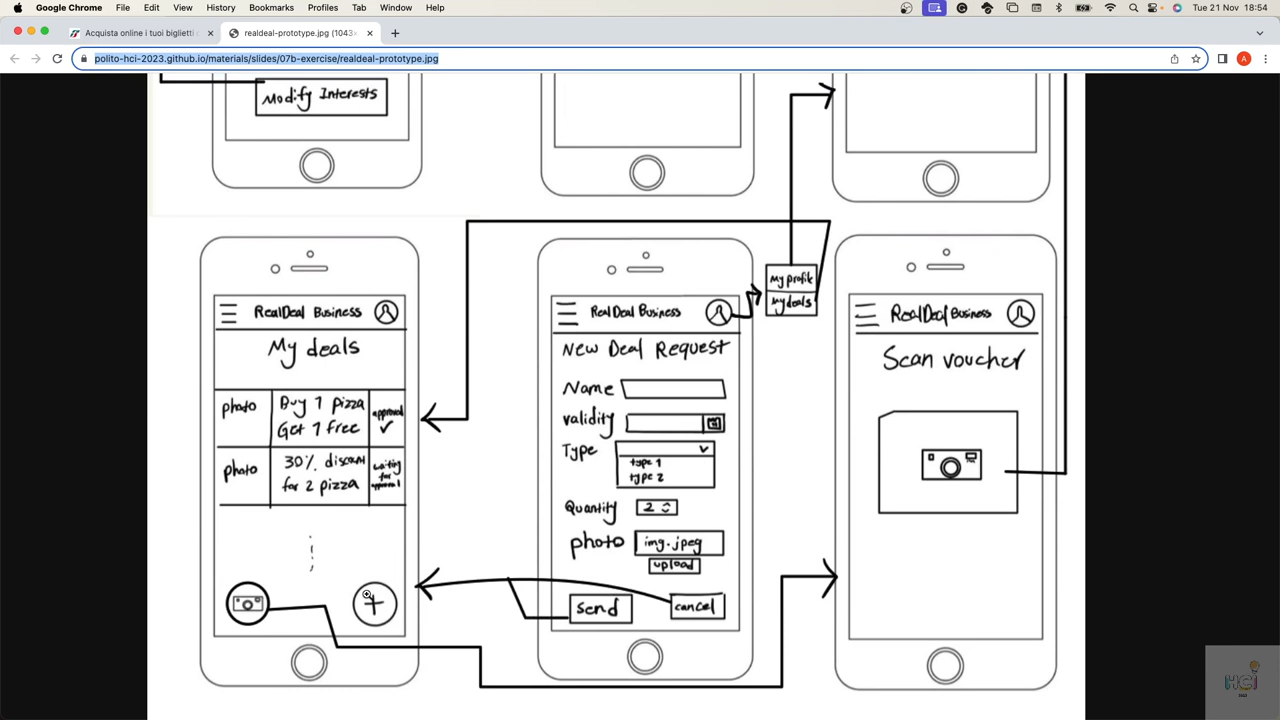 Google Chrome File Edit View History Bookmarks Profiles Tab Window Help Tue 21 Nov 18:54
Acquista online i tuoi biglietti
realdeal-prototype.jpg (1043×
polito-hci-2023.github.io/materials/slides/07b-exercise/realdeal-prototype.jpg
A
Modify Interests
RealDeal Business
My deals
photo Buy 1 pizza Get 1 free approval
photo 30% discount for 2 pizza waiting for approval
RealDeal Business
New Deal Request
Name
validity
Type
type 1
type 2
Quantity 2
photo img.jpeg
upload
send cancel
My profile
My deals
RealDeal Business
Scan voucher
HCI
2023